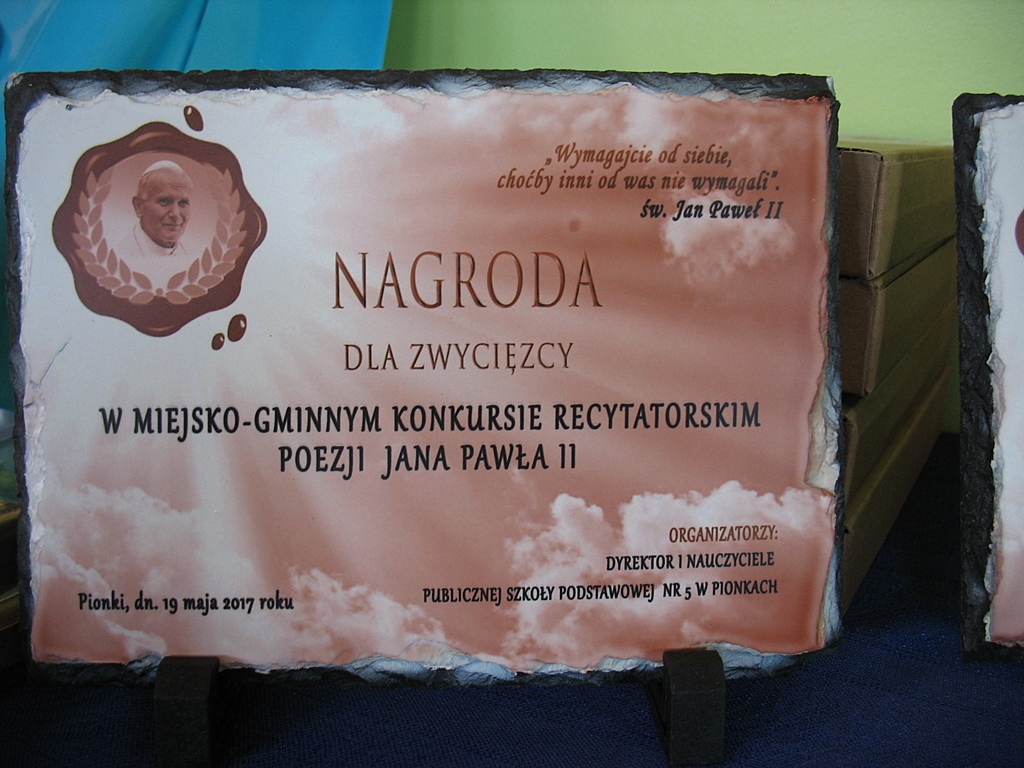 „Wymagajcie od siebie,
choćby inni od was nie wymagali”.
św. Jan Paweł II
NAGRODA
DLA ZWYCIĘZCY
W MIEJSKO-GMINNYM KONKURSIE RECYTATORSKIM
POEZJI JANA PAWŁA II
ORGANIZATORZY:
DYREKTOR I NAUCZYCIELE
PUBLICZNEJ SZKOŁY PODSTAWOWEJ NR 5 W PIONKACH
Pionki, dn. 19 maja 2017 roku